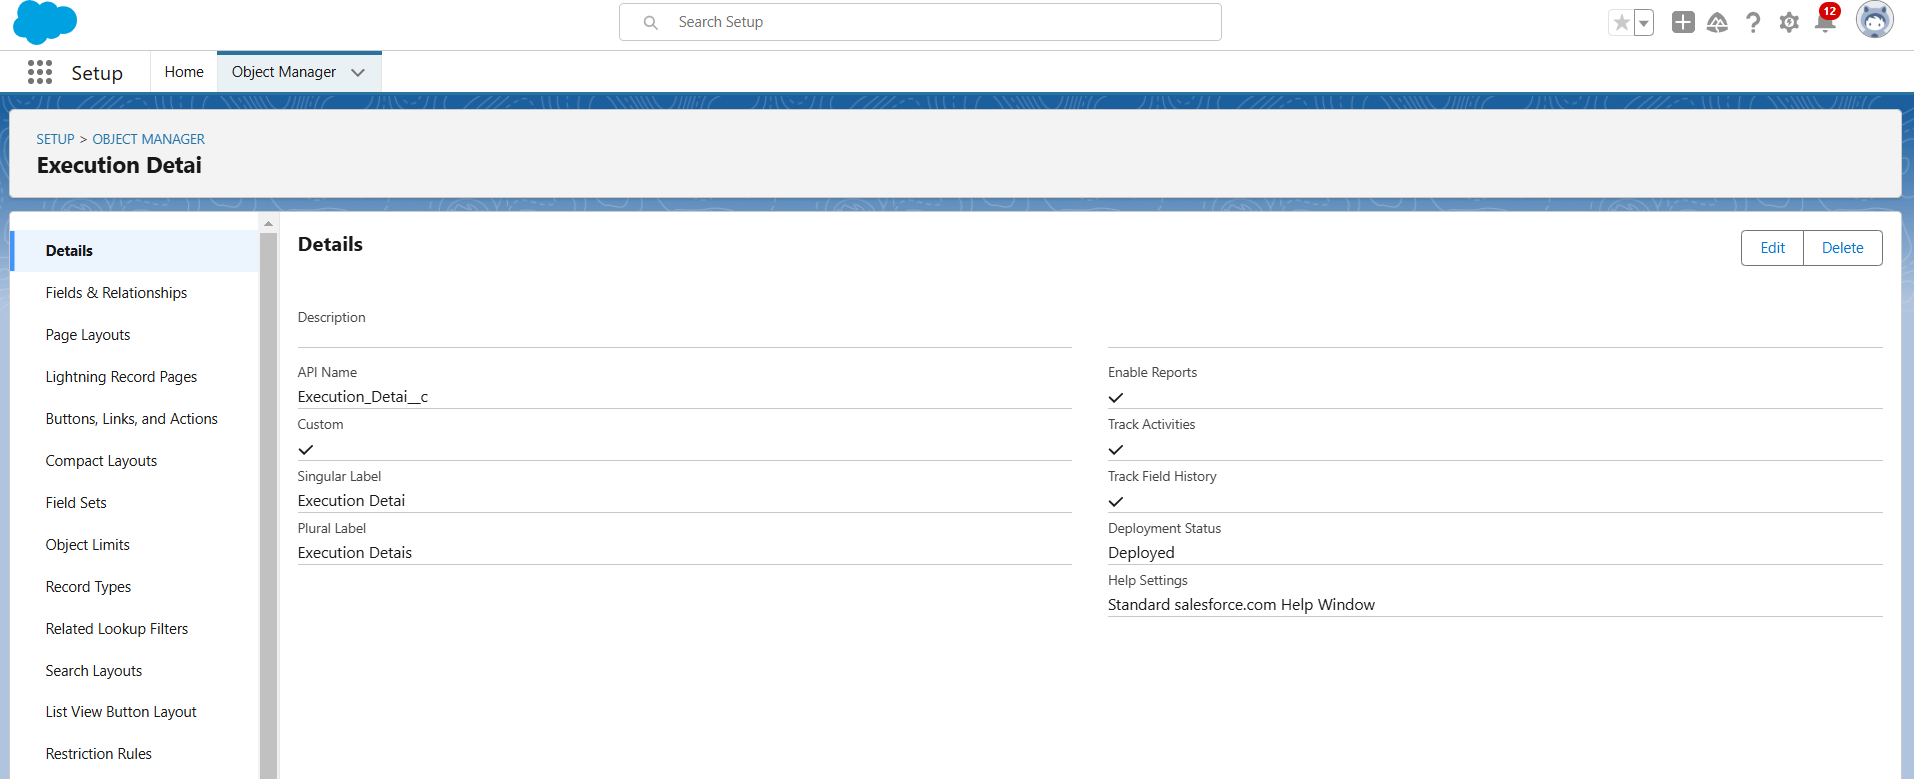 Search Setup
12
Setup
Home
Object Manager
SETUP > OBJECT MANAGER
Execution Detai
Details
Fields & Relationships
Page Layouts
Lightning Record Pages
Buttons, Links, and Actions
Compact Layouts
Field Sets
Object Limits
Record Types
Related Lookup Filters
Search Layouts
List View Button Layout
Restriction Rules
Details
Edit
Delete
Description
API Name
Execution_Detai__c
Custom
Singular Label
Execution Detai
Plural Label
Execution Detais
Enable Reports
Track Activities
Track Field History
Deployment Status
Deployed
Help Settings
Standard salesforce.com Help Window